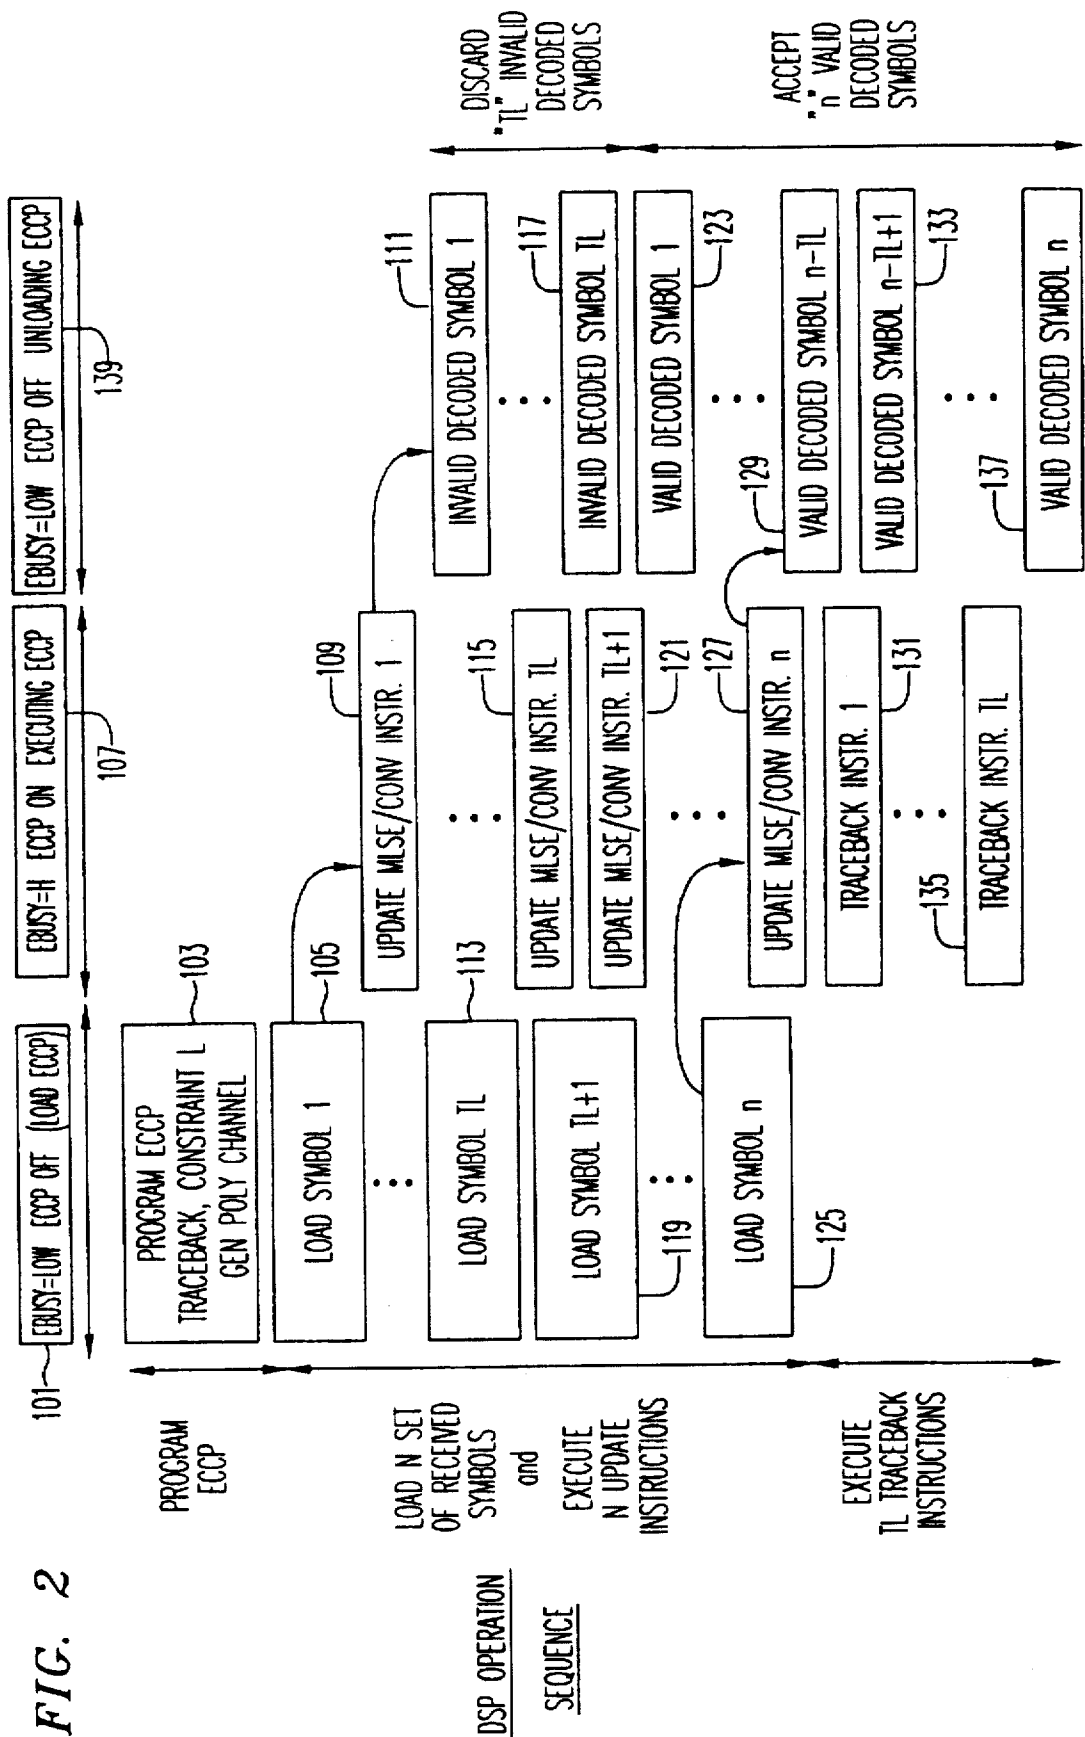 FIG. 2
DSP OPERATION
SEQUENCE
101
EBUSY=LOW ECCP OFF (LOAD ECCP)
EBUSY=H ECCP ON EXECUTING ECCP
107
EBUSY=LOW ECCP OFF UNLOADING ECCP
139
PROGRAM
ECCP
PROGRAM ECCP
TRACEBACK, CONSTRAINT L
GEN POLY CHANNEL
103
LOAD N SET
OF RECEIVED
SYMBOLS
and
EXECUTE
N UPDATE
INSTRUCTIONS
LOAD SYMBOL 1
105
LOAD SYMBOL TL
113
LOAD SYMBOL TL+1
119
LOAD SYMBOL n
125
EXECUTE
TL TRACEBACK
INSTRUCTIONS
109
UPDATE MLSE/CONV INSTR. 1
115
UPDATE MLSE/CONV INSTR. TL
UPDATE MLSE/CONV INSTR. TL+1
121
127
UPDATE MLSE/CONV INSTR. n
TRACEBACK INSTR. 1
131
135
TRACEBACK INSTR. TL
111
INVALID DECODED SYMBOL 1
117
INVALID DECODED SYMBOL TL
VALID DECODED SYMBOL 1
123
129
VALID DECODED SYMBOL n-TL
VALID DECODED SYMBOL n-TL+1
133
137
VALID DECODED SYMBOL n
DISCARD
"TL" INVALID
DECODED
SYMBOLS
ACCEPT
"n" VALID
DECODED
SYMBOLS